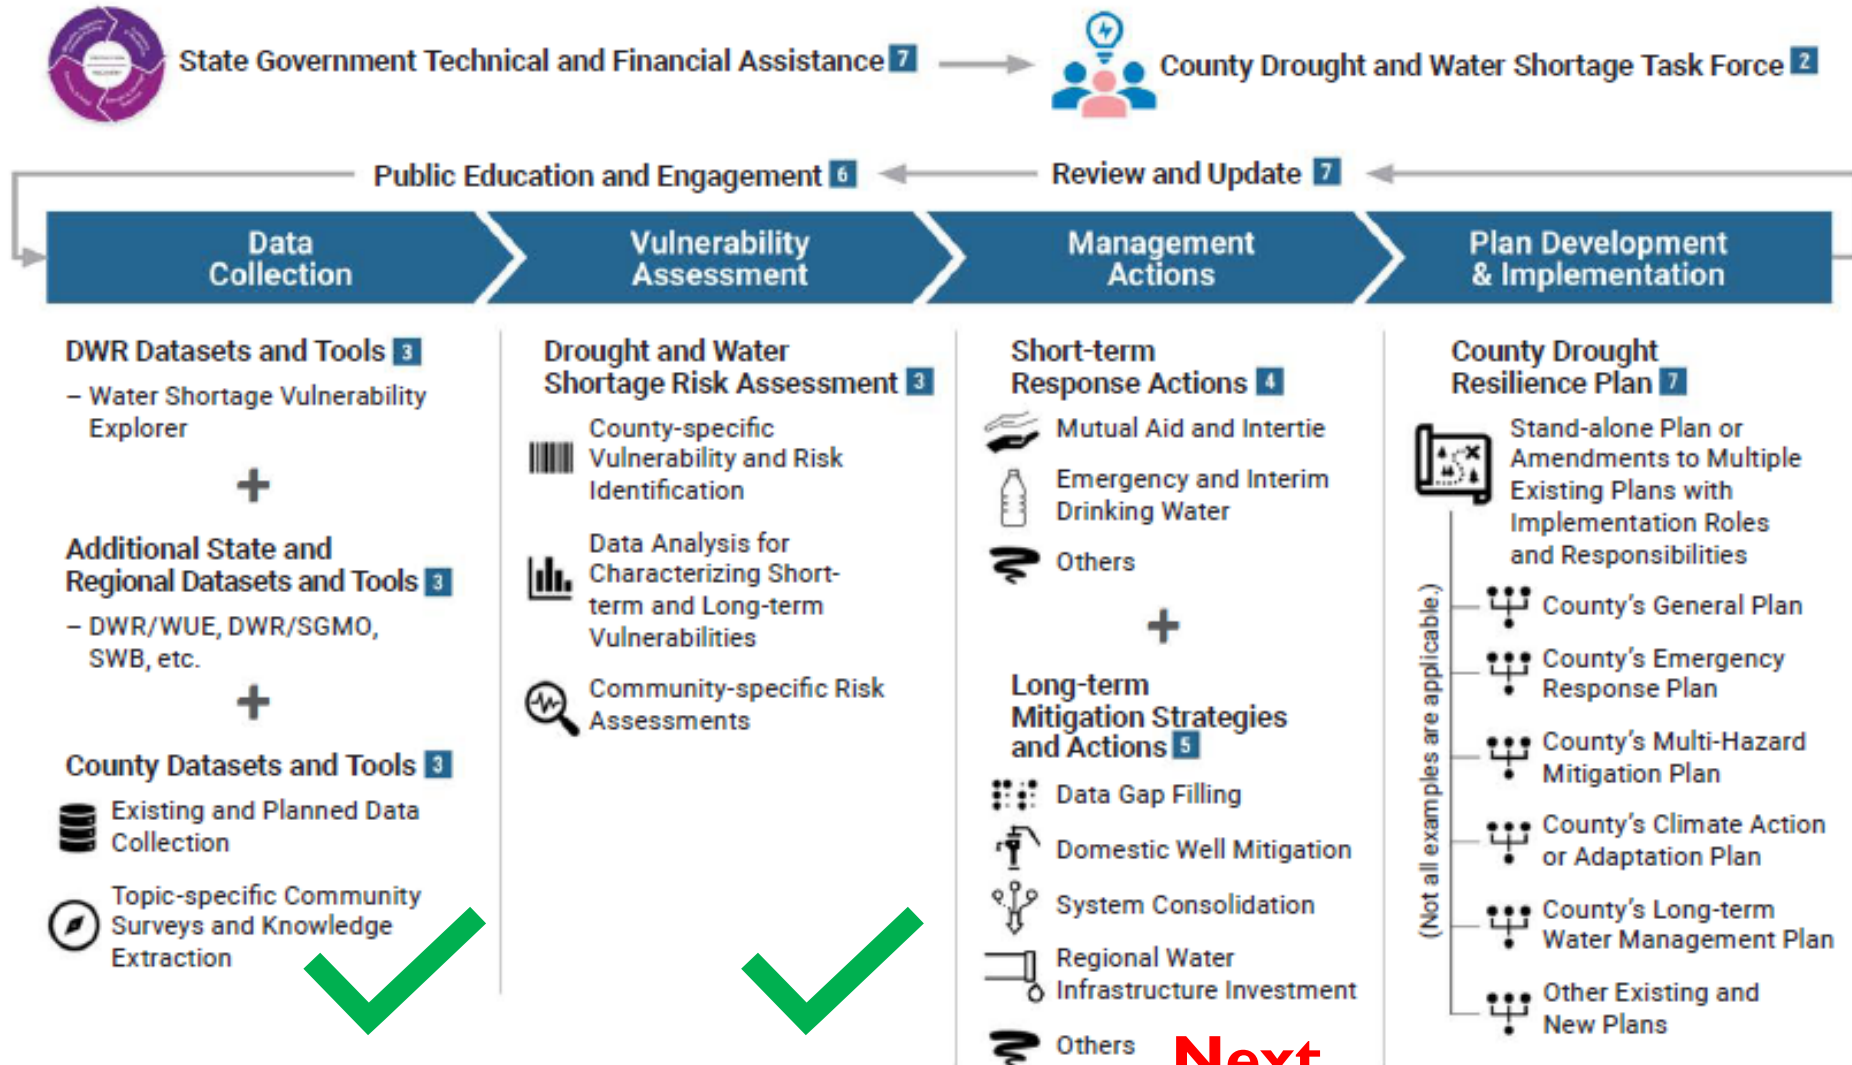 State Government Technical and Financial Assistance 7
County Drought and Water Shortage Task Force 2
Public Education and Engagement 6
Review and Update 7
Data
Collection
Vulnerability
Assessment
Management
Actions
Plan Development
& Implementation
DWR Datasets and Tools 3
– Water Shortage Vulnerability
Explorer
+
Additional State and
Regional Datasets and Tools 3
– DWR/WUE, DWR/SGMO,
SWB, etc.
+
County Datasets and Tools 3
Existing and Planned Data
Collection
Topic-specific Community
Surveys and Knowledge
Extraction
Drought and Water
Shortage Risk Assessment 3
County-specific
Vulnerability and Risk
Identification
Data Analysis for
Characterizing Short-
term and Long-term
Vulnerabilities
Community-specific Risk
Assessments
Short-term
Response Actions 4
Mutual Aid and Intertie
Emergency and Interim
Drinking Water
Others
+
Long-term
Mitigation Strategies
and Actions 5
Data Gap Filling
Domestic Well Mitigation
System Consolidation
Regional Water
Infrastructure Investment
Others
Next
County Drought
Resilience Plan 7
Stand-alone Plan or
Amendments to Multiple
Existing Plans with
Implementation Roles
and Responsibilities
(Not all examples are applicable.)
County's General Plan
County's Emergency
Response Plan
County's Multi-Hazard
Mitigation Plan
County's Climate Action
or Adaptation Plan
County's Long-term
Water Management Plan
Other Existing and
New Plans